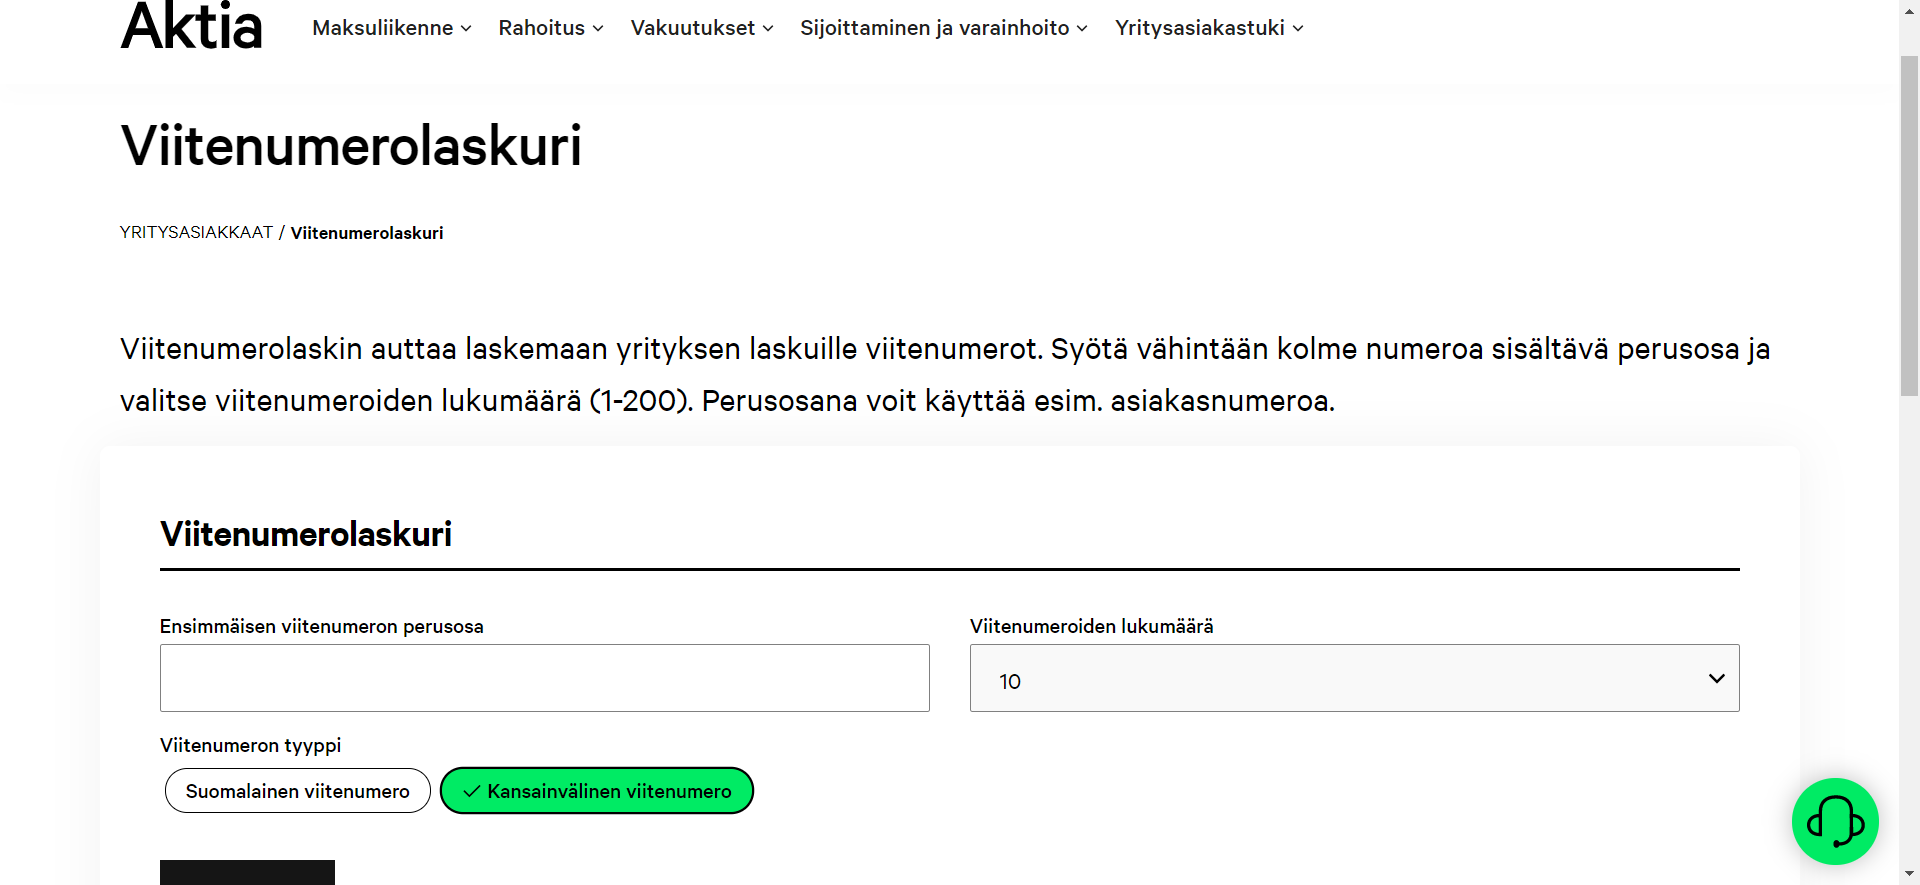 Aktia
Maksuliikenne Rahoitus Vakuutukset Sijoittaminen ja varainhoito Yritysasiakastuki
Viitenumerolaskuri
YRITYSASIAKKAAT / Viitenumerolaskuri
Viitenumerolaskin auttaa laskemaan yrityksen laskuille viitenumerot. Syötä vähintään kolme numeroa sisältävä perusosa ja
valitse viitenumeroiden lukumäärä (1-200). Perusosana voit käyttää esim. asiakasnumeroa.
Viitenumerolaskuri
Ensimmäisen viitenumeron perusosa
Viitenumeroiden lukumäärä
10
Viitenumeron tyyppi
Suomalainen viitenumero
Kansainvälinen viitenumero